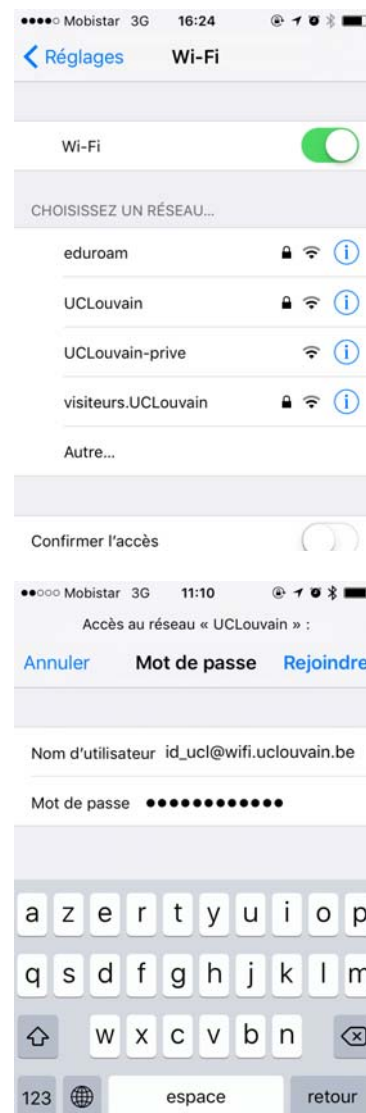 Mobistar 3G 16:24
Réglages Wi-Fi
Wi-Fi
CHOISISSEZ UN RÉSEAU...
eduroam
UCLouvain
UCLouvain-prive
visiteurs.UCLouvain
Autre...
Confirmer l'accès
Mobistar 3G 11:10
Accès au réseau « UCLouvain » :
Annuler Mot de passe Rejoindre
Nom d'utilisateur id_ucl@wifi.uclouvain.be
Mot de passe ●●●●●●●●●●●●
a z e r t y u i o p
q s d f g h j k l m
w x c v b n
123 espace retour